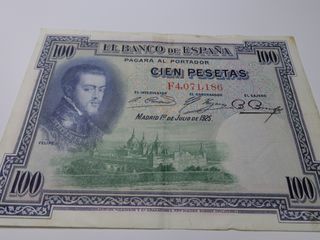 100 EL BANCO DE ESPAÑA 100
PAGARÁ AL PORTADOR
CIEN PESETAS
F4,071,186
EL INTERVENTOR EL GOBERNADOR EL CAJERO
MADRID 1º DE JULIO DE 1925
FELIPE
100 100